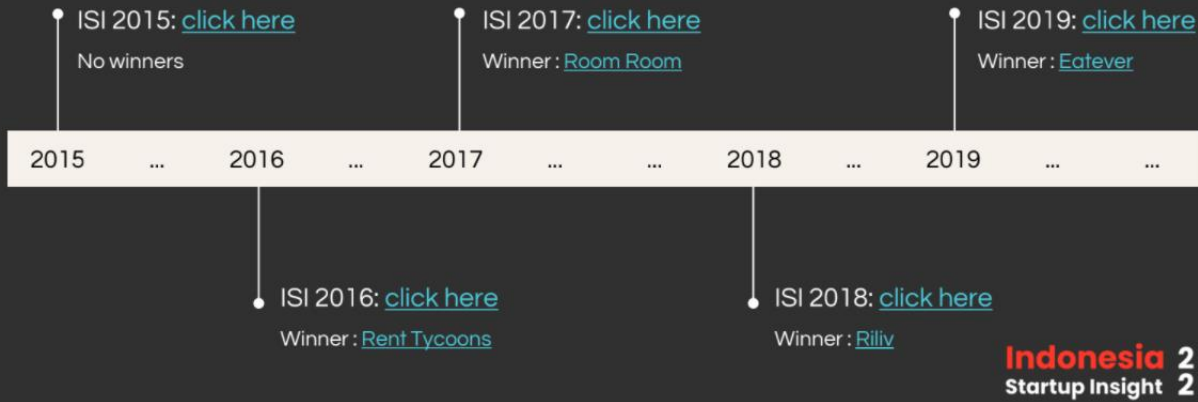 ISI 2015: click here
No winners
ISI 2017: click here
Winner : Room Room
ISI 2019: click here
Winner : Eatever
2015 ... 2016 ... 2017 ... ... 2018 ... 2019 ... ...
ISI 2016: click here
Winner : Rent Tycoons
ISI 2018: click here
Winner : Riliv
Indonesia 2
Startup Insight 2